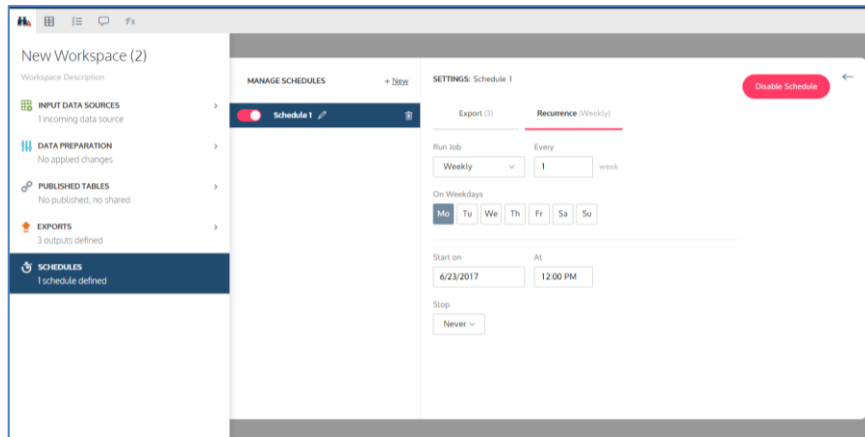 New Workspace (2)
Workspace Description
INPUT DATA SOURCES
1 incoming data source
DATA PREPARATION
No applied changes
PUBLISHED TABLES
No published, no shared
EXPORTS
3 outputs defined
SCHEDULES
1 schedule defined
MANAGE SCHEDULES
+ New
Schedule 1
SETTINGS: Schedule 1
Disable Schedule
Export (3)
Recurrence (Weekly)
Run Job
Every
Weekly
1
week
On Weekdays
Mo Tu We Th Fr Sa Su
Start on
At
6/23/2017
12:00 PM
Stop
Never